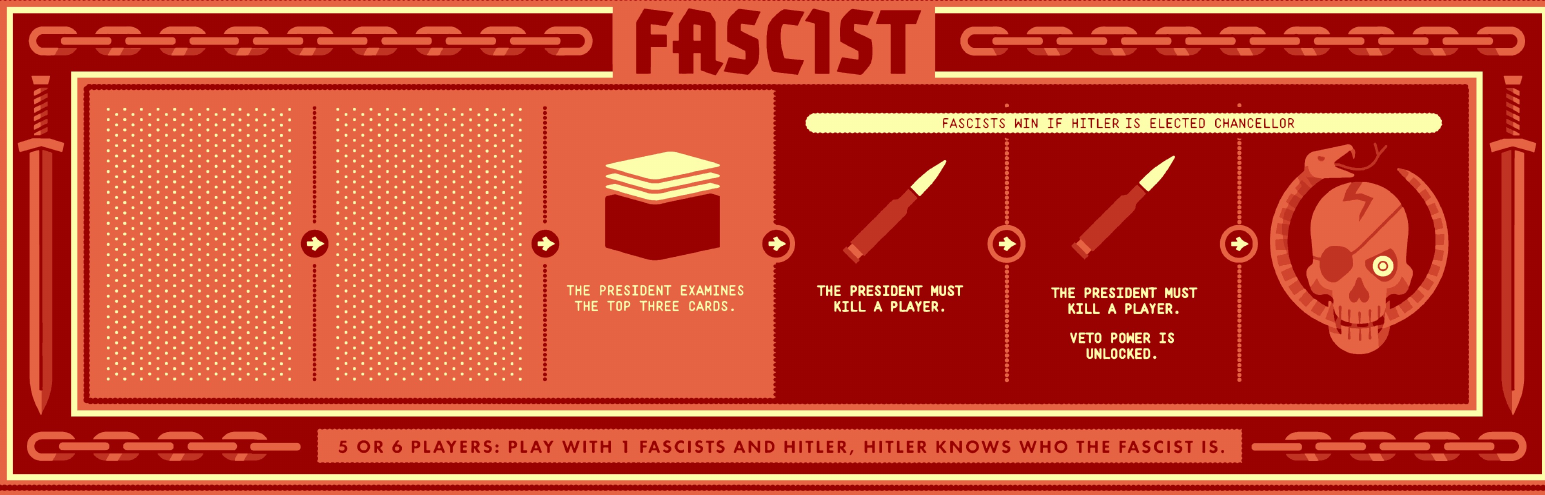 FASCIST
FASCISTS WIN IF HITLER IS ELECTED CHANCELLOR
THE PRESIDENT EXAMINES
THE TOP THREE CARDS.
THE PRESIDENT MUST
KILL A PLAYER.
THE PRESIDENT MUST
KILL A PLAYER.
VETO POWER IS
UNLOCKED.
5 OR 6 PLAYERS: PLAY WITH 1 FASCISTS AND HITLER, HITLER KNOWS WHO THE FASCIST IS.